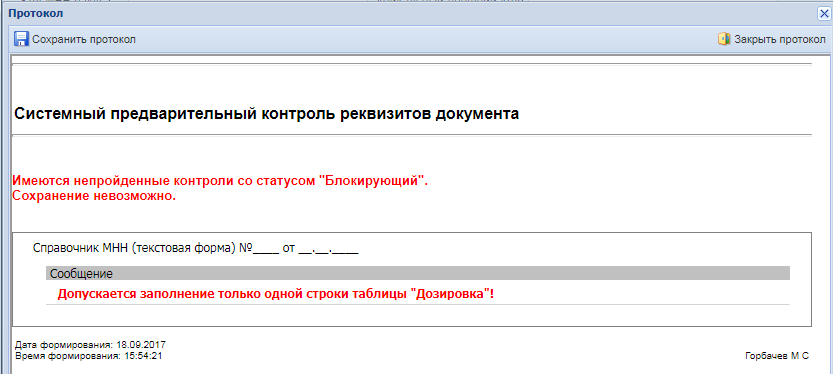 Протокол
Сохранить протокол Закрыть протокол
Системный предварительный контроль реквизитов документа
Имеются непройденные контроли со статусом "Блокирующий".
Сохранение невозможно.
Справочник МНН (текстовая форма) №____ от __.__.____
Сообщение
Допускается заполнение только одной строки таблицы "Дозировка"!
Дата формирования: 18.09.2017
Время формирования: 15:54:21 Горбачев М С